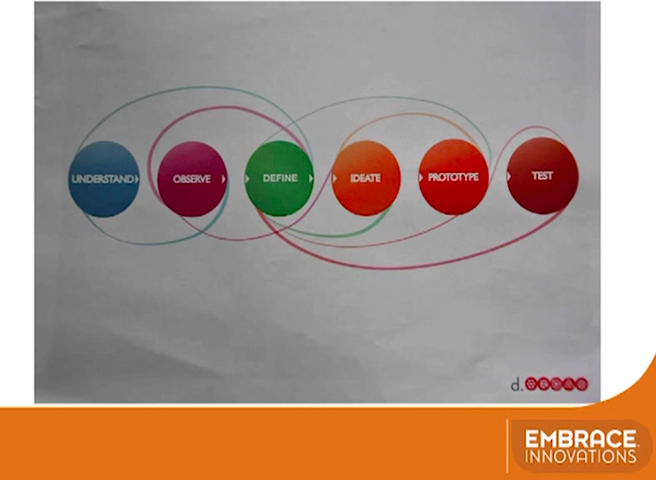 UNDERSTAND
OBSERVE
DEFINE
IDEATE
PROTOTYPE
TEST
d.
EMBRACE
INNOVATIONS